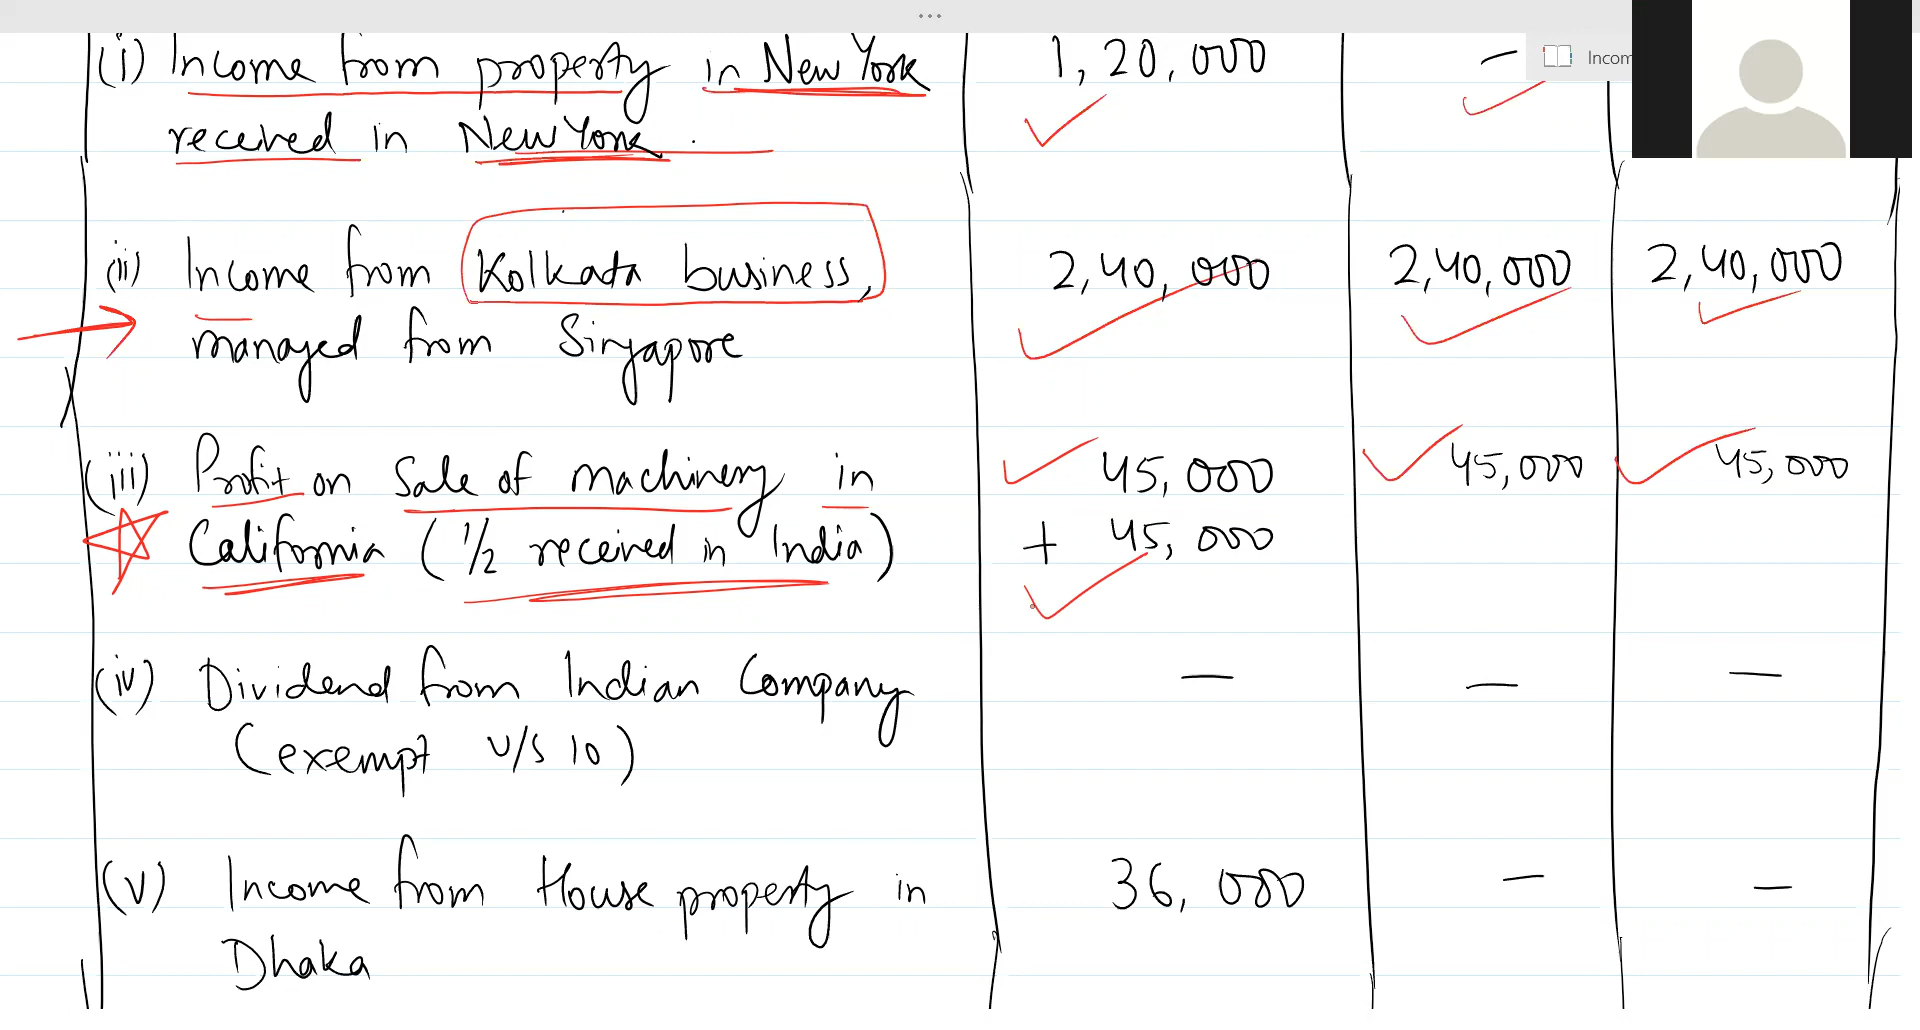 (i) Income from property in New York 1,20,000 —
Incom
received in New York.
(ii) Income from Kolkata business, 2,40,000 2,40,000 2,40,000
managed from Singapore
(iii) Profit on Sale of machinery in 45,000 45,000 45,000
California (1/2 received in India) + 45,000
(iv) Dividend from Indian Company — — —
(exempt u/s 10)
(v) Income from House property in 36,000 — —
Dhaka